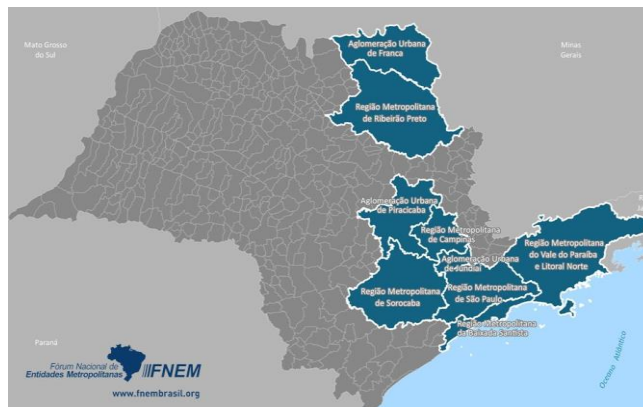 Mato Grosso
do Sul
Minas
Gerais
Aglomeração Urbana
de Franca
Região Metropolitana
de Ribeirão Preto
Aglomeração Urbana
de Piracicaba
Região Metropolitana
de Campinas
Aglomeração Urbana
de Jundiaí
Região Metropolitana
do Vale do Paraíba
e Litoral Norte
Região Metropolitana
de Sorocaba
Região Metropolitana
de São Paulo
Região Metropolitana
da Baixada Santista
Paraná
Oceano Atlântico
Fórum Nacional de
Entidades Metropolitanas
FNEM
www.fnembrasil.org